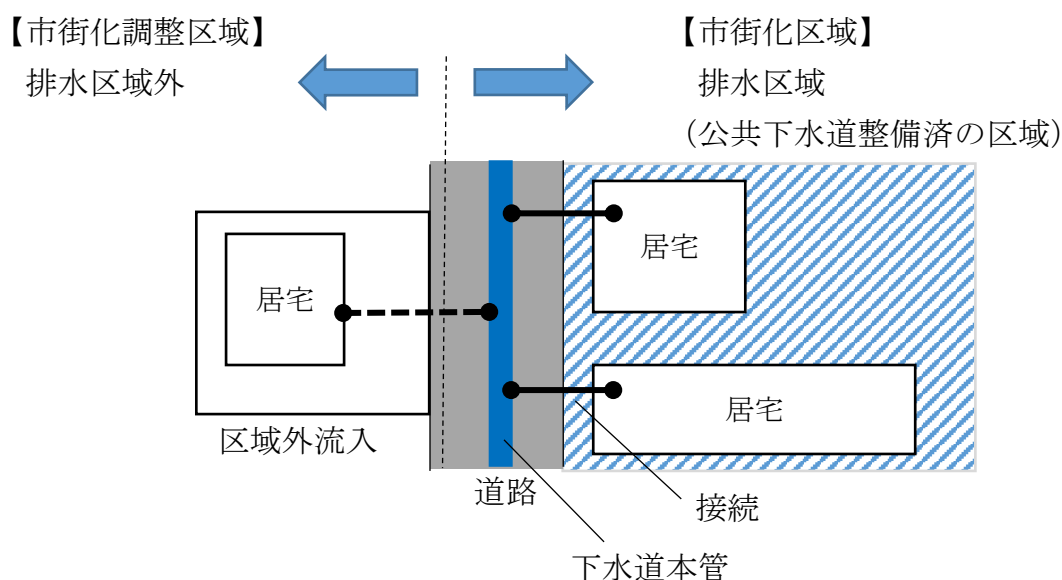 【市街化調整区域】
排水区域外
【市街化区域】
排水区域
（公共下水道整備済の区域）
居宅
居宅
居宅
区域外流入
道路
接続
下水道本管